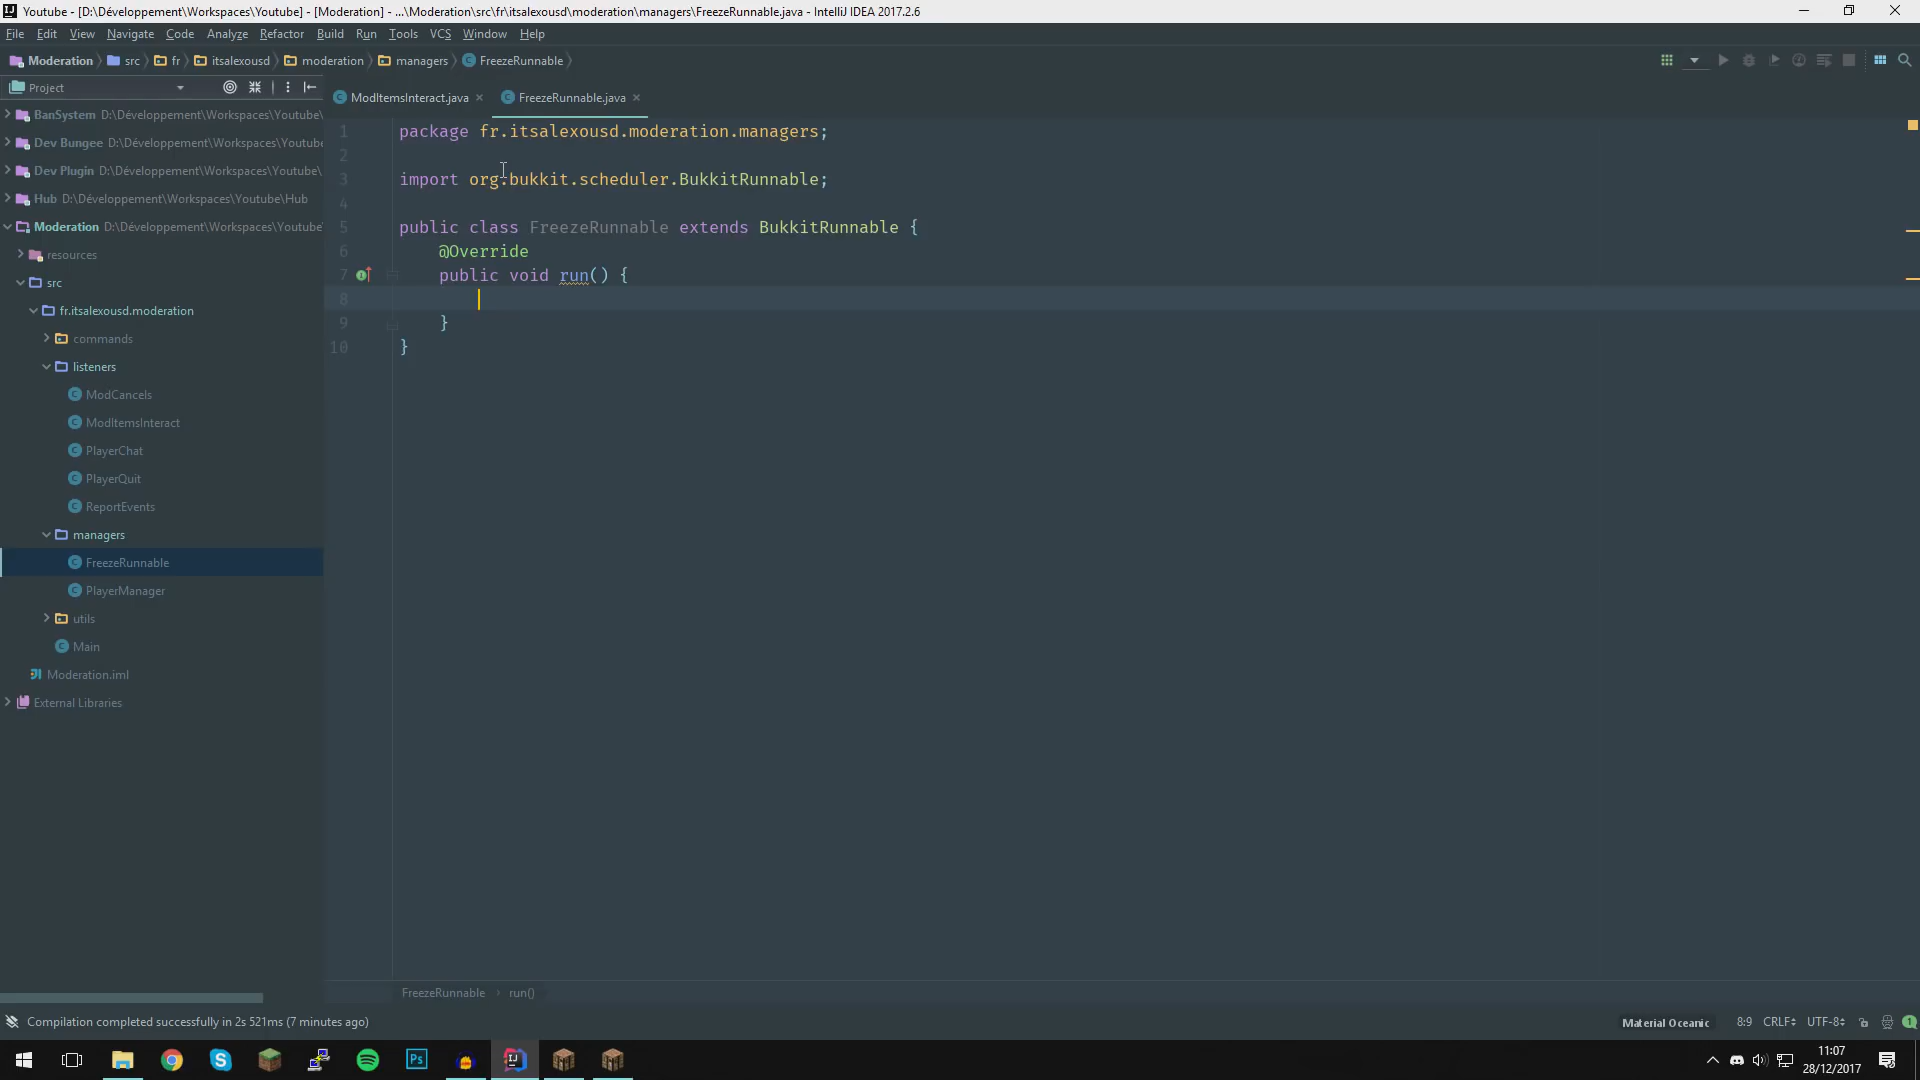 Youtube - [D:\Développement\Workspaces\Youtube] - [Moderation] - ...\Moderation\src\fr\itsalexousd\moderation\managers\FreezeRunnable.java - IntelliJ IDEA 2017.2.6
File Edit View Navigate Code Analyze Refactor Build Run Tools VCS Window Help
Moderation src fr itsalexousd moderation managers FreezeRunnable
Project
ModItemsInteract.java FreezeRunnable.java
BanSystem D:\Développement\Workspaces\Youtube\
Dev Bungee D:\Développement\Workspaces\Youtube
Dev Plugin D:\Développement\Workspaces\Youtube\
Hub D:\Développement\Workspaces\Youtube\Hub
Moderation D:\Développement\Workspaces\Youtube\
resources
src
fr.itsalexousd.moderation
commands
listeners
ModCancels
ModItemsInteract
PlayerChat
PlayerQuit
ReportEvents
managers
FreezeRunnable
PlayerManager
utils
Main
Moderation.iml
External Libraries
1 package fr.itsalexousd.moderation.managers;
2
3 import org.bukkit.scheduler.BukkitRunnable;
4
5 public class FreezeRunnable extends BukkitRunnable {
6 @Override
7 public void run() {
8
9 }
10 }
FreezeRunnable › run()
Compilation completed successfully in 2s 521ms (7 minutes ago)
Material Oceanic 8:9 CRLF UTF-8 1
11:07
28/12/2017